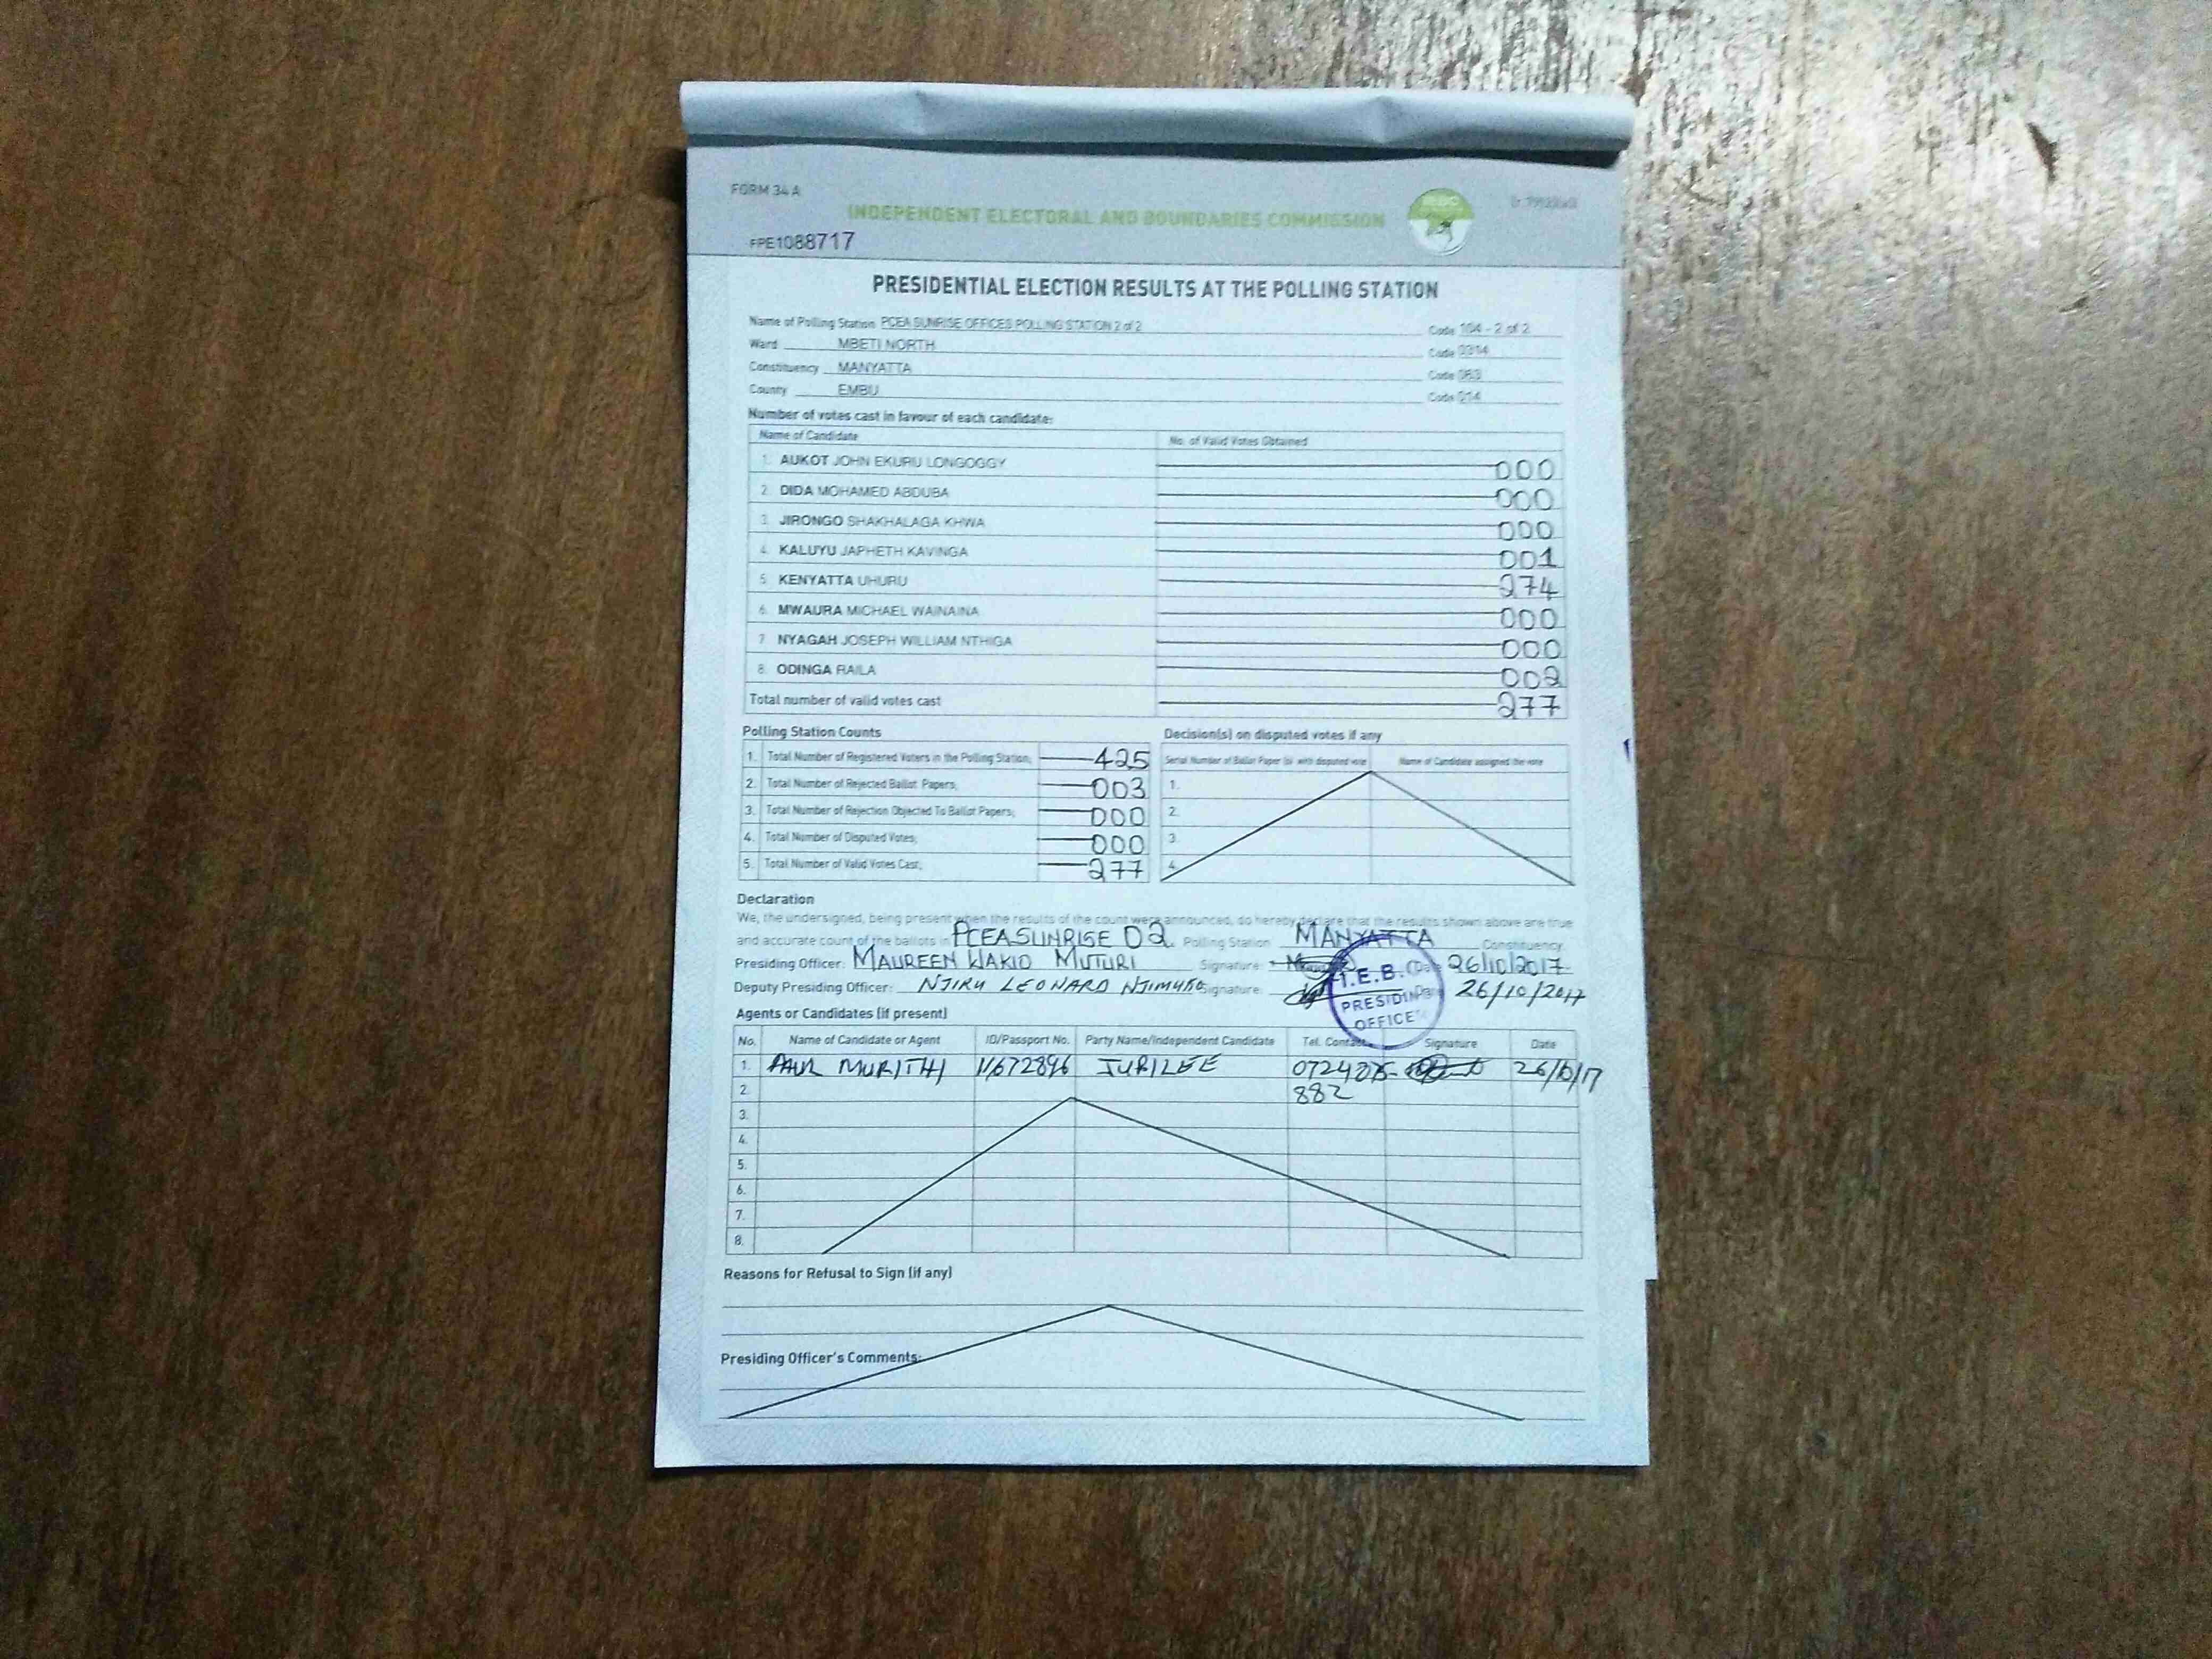 FORM 34 A
INDEPENDENT ELECTORAL AND BOUNDARIES COMMISSION
FPE1088717
PRESIDENTIAL ELECTION RESULTS AT THE POLLING STATION
Name of Polling Station PCEA SUNRISE OFFICES POLLING STATION 2 of 2 Code 104 - 2 of 2
Ward MBETI NORTH Code 0314
Constituency MANYATTA Code 063
County EMBU Code 014
Number of votes cast in favour of each candidate:
Name of Candidate No. of Valid Votes Obtained
1. AUKOT JOHN EKURU LONGOGGY 000
2. DIDA MOHAMED ABDUBA 000
3. JIRONGO SHAKHALAGA KHWA 000
4. KALUYU JAPHETH KAVINGA 001
5. KENYATTA UHURU 274
6. MWAURA MICHAEL WAINAINA 000
7. NYAGAH JOSEPH WILLIAM NTHIGA 000
8. ODINGA RAILA 002
Total number of valid votes cast 277
Polling Station Counts
1. Total Number of Registered Voters in the Polling Station; 425
2. Total Number of Rejected Ballot Papers; 003
3. Total Number of Rejection Objected To Ballot Papers; 000
4. Total Number of Disputed Votes; 000
5. Total Number of Valid Votes Cast; 277
Decision(s) on disputed votes if any
Serial Number of Ballot Paper (s) with disputed vote Name of Candidate assigned the vote
1.
2.
3.
4.
Declaration
We, the undersigned, being present when the results of the count were announced, do hereby declare that the results shown above are true
and accurate count of the ballots in PCEA SUNRISE 02 Polling Station MANYATTA Constituency.
Presiding Officer: MAUREEN WAKIO MUTURI Signature: Date 26/10/2017
Deputy Presiding Officer: NJIRU LEONARD Signature: 26/10/2017
I.E.B.
PRESIDING
OFFICE
Agents or Candidates (if present)
No. Name of Candidate or Agent ID/Passport No. Party Name/Independent Candidate Tel. Contact Signature Date
1. PAUL MURITHI 11672896 JUBILEE 26/10/17
2. 882
3.
4.
5.
6.
7.
8.
Reasons for Refusal to Sign (if any)
Presiding Officer's Comments: